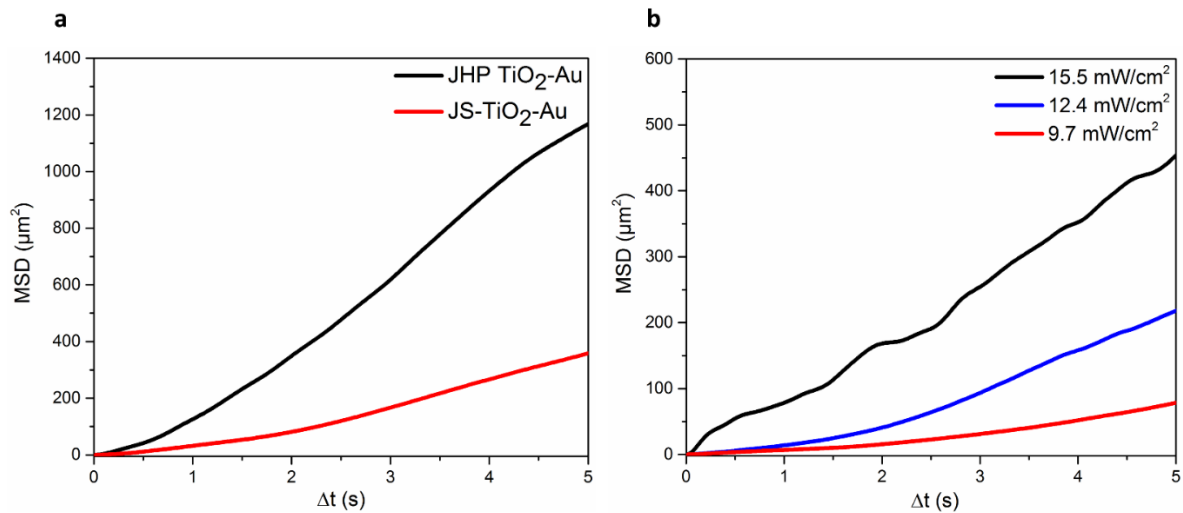 a
1400
1200
1000
800
600
400
200
0
MSD (µm²)
0 1 2 3 4 5
Δt (s)
JHP TiO₂-Au
JS-TiO₂-Au
b
600
500
400
300
200
100
0
MSD (µm²)
0 1 2 3 4 5
Δt (s)
15.5 mW/cm²
12.4 mW/cm²
9.7 mW/cm²